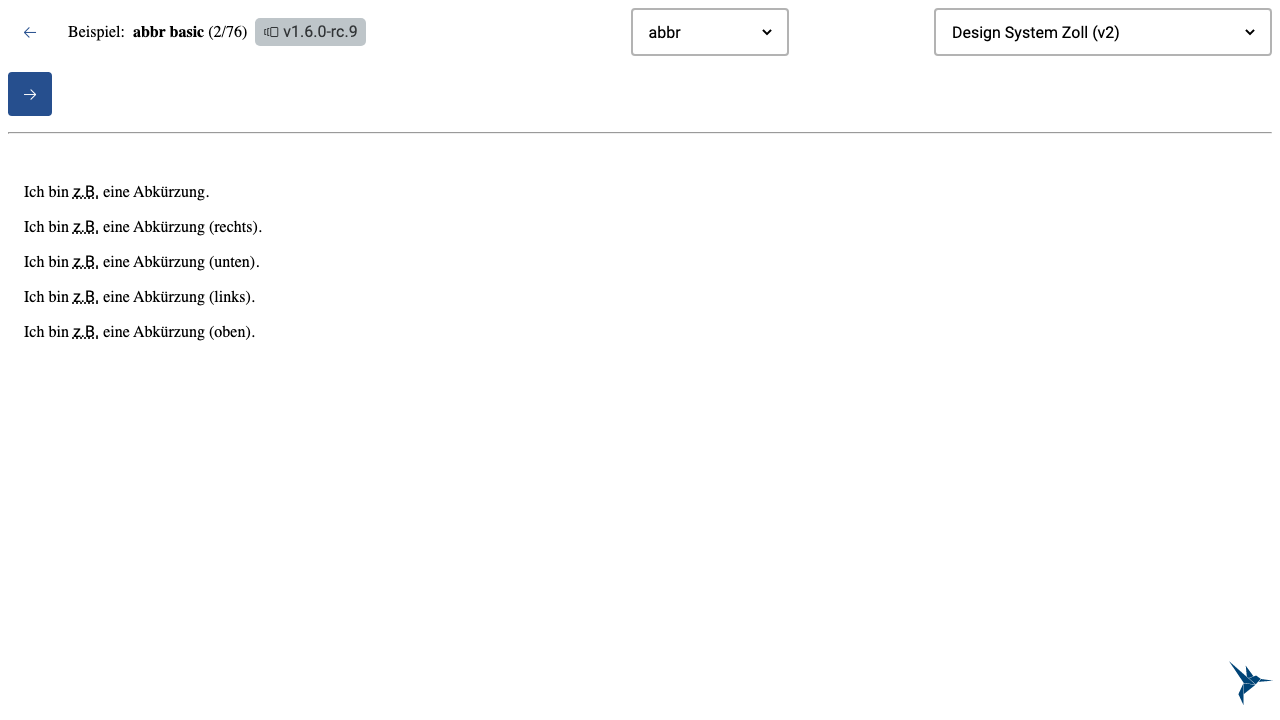 Beispiel: abbr basic (2/76) v1.6.0-rc.9 abbr Design System Zoll (v2)
Ich bin z.B. eine Abkürzung.
Ich bin z.B. eine Abkürzung (rechts).
Ich bin z.B. eine Abkürzung (unten).
Ich bin z.B. eine Abkürzung (links).
Ich bin z.B. eine Abkürzung (oben).